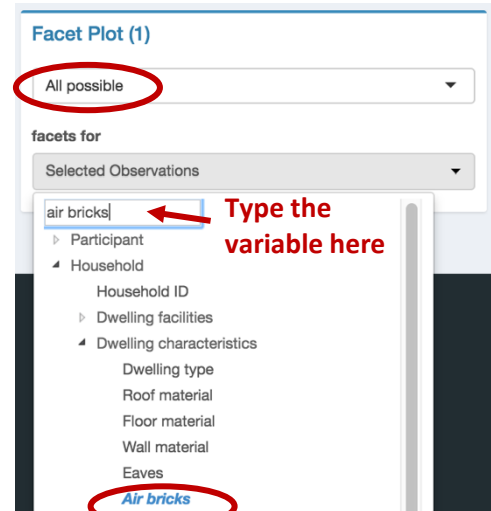 Facet Plot (1)
All possible
facets for
Selected Observations
air bricks
Type the
variable here
Participant
Household
Household ID
Dwelling facilities
Dwelling characteristics
Dwelling type
Roof material
Floor material
Wall material
Eaves
Air bricks